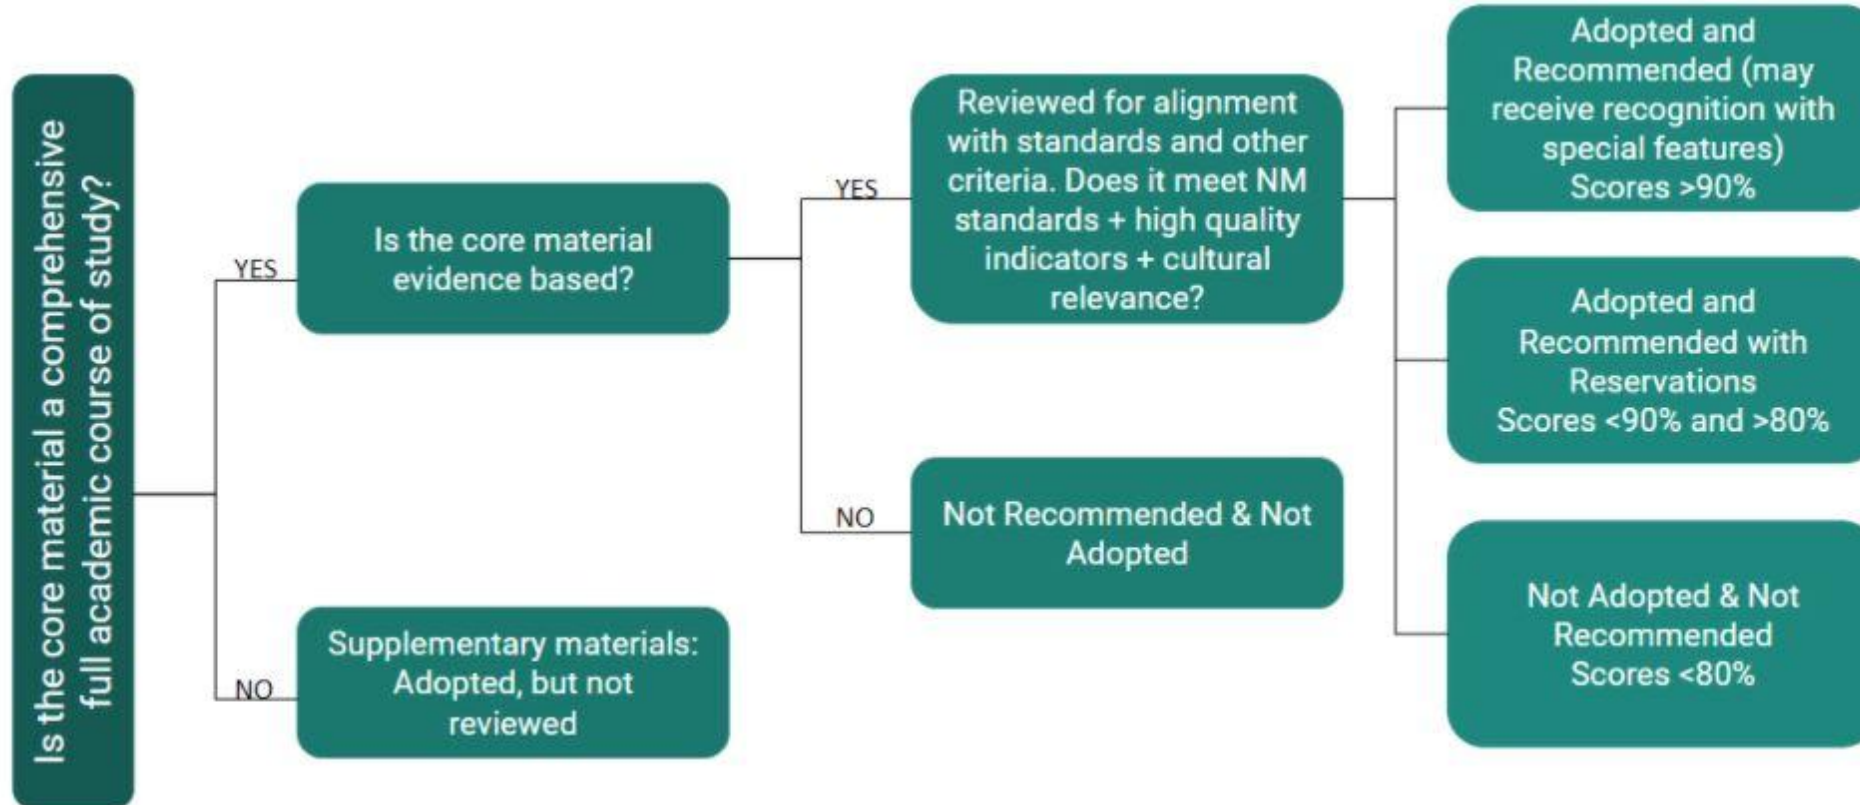 Is the core material a comprehensive
full academic course of study?
YES
Is the core material
evidence based?
NO
Supplementary materials:
Adopted, but not
reviewed
YES
Reviewed for alignment
with standards and other
criteria. Does it meet NM
standards + high quality
indicators + cultural
relevance?
NO
Not Recommended & Not
Adopted
Adopted and
Recommended (may
receive recognition with
special features)
Scores >90%
Adopted and
Recommended with
Reservations
Scores <90% and >80%
Not Adopted & Not
Recommended
Scores <80%